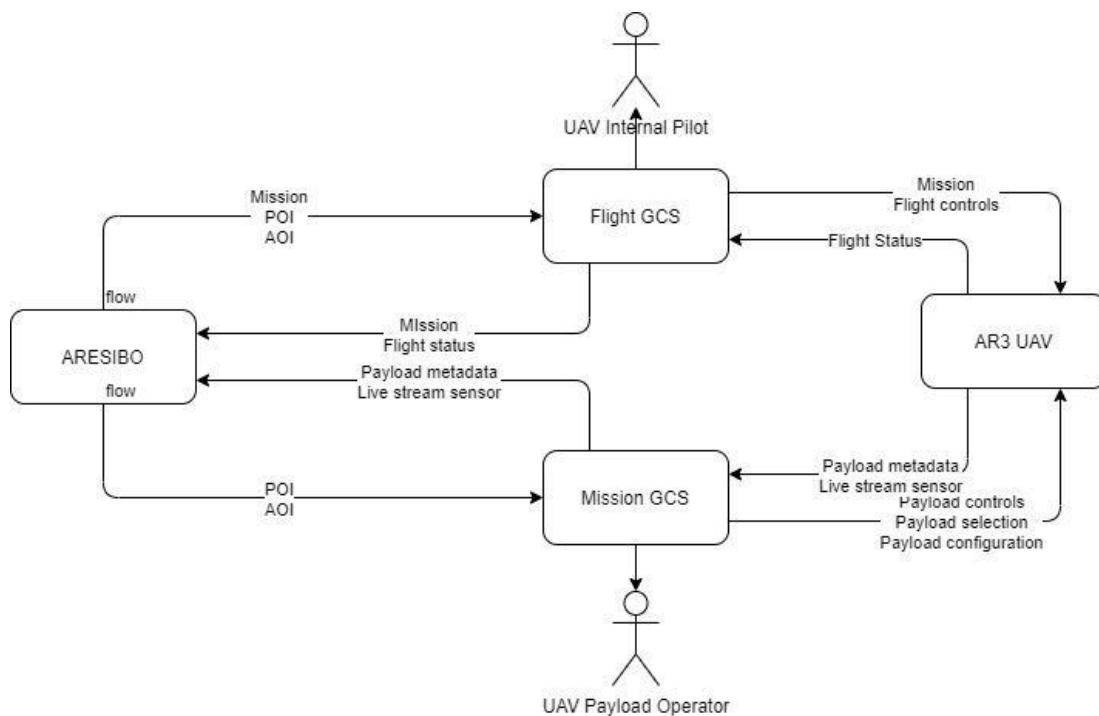 UAV Internal Pilot
Mission
POI
AOI
Flight GCS
Mission
Flight controls
Flight Status
flow
ARESIBO
flow
MIssion
Flight status
AR3 UAV
Payload metadata
Live stream sensor
Mission GCS
Payload metadata
Live stream sensor
Payload controls
Payload selection
Payload configuration
POI
AOI
UAV Payload Operator